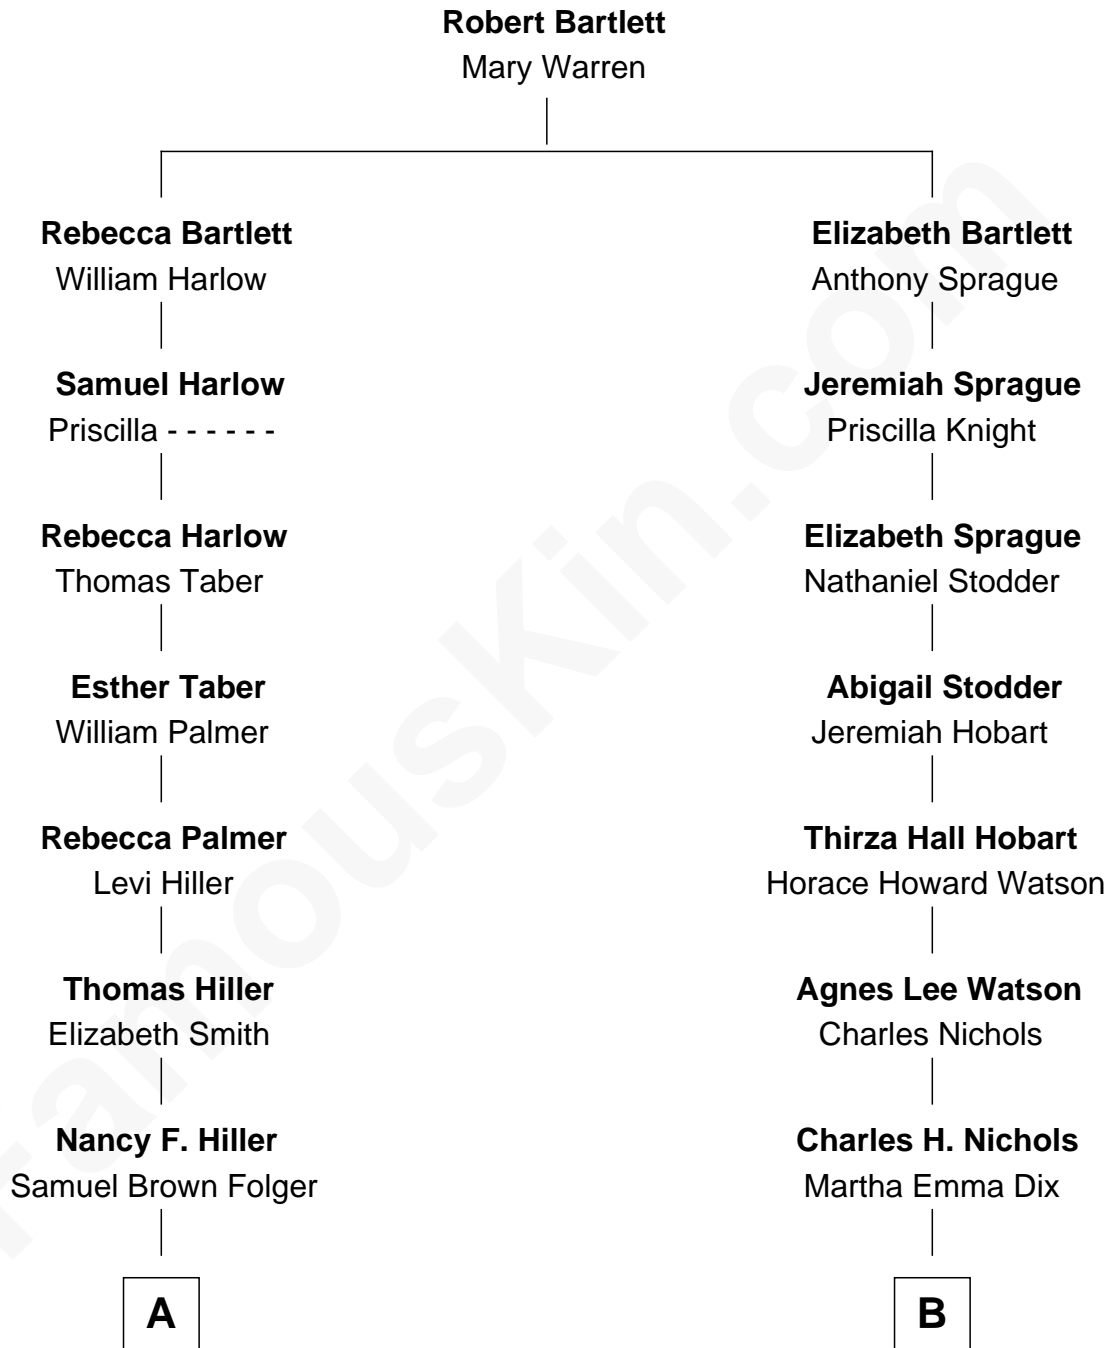 Robert Bartlett
Mary Warren
Rebecca Bartlett
William Harlow
Elizabeth Bartlett
Anthony Sprague
Samuel Harlow
Priscilla - - - - - -
Jeremiah Sprague
Priscilla Knight
Rebecca Harlow
Thomas Taber
Elizabeth Sprague
Nathaniel Stodder
Esther Taber
William Palmer
Abigail Stodder
Jeremiah Hobart
Rebecca Palmer
Levi Hiller
Thirza Hall Hobart
Horace Howard Watson
Thomas Hiller
Elizabeth Smith
Agnes Lee Watson
Charles Nichols
Nancy F. Hiller
Samuel Brown Folger
Charles H. Nichols
Martha Emma Dix
A
B
FamousKin.com